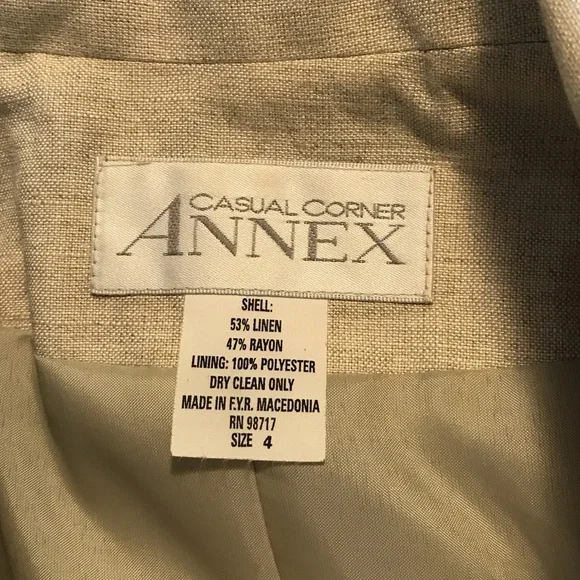 CASUAL CORNER
ANNEX
SHELL:
53% LINEN
47% RAYON
LINING: 100% POLYESTER
DRY CLEAN ONLY
MADE IN F.Y.R. MACEDONIA
RN 98717
SIZE 4